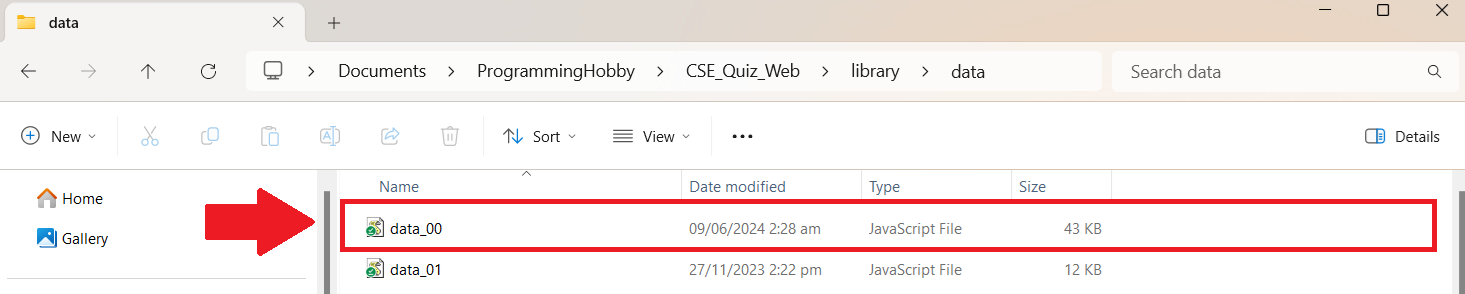 data
Documents > ProgrammingHobby > CSE_Quiz_Web > library > data
Search data
New
Sort
View
Details
Home
Gallery
Name Date modified Type Size
data_00 09/06/2024 2:28 am JavaScript File 43 KB
data_01 27/11/2023 2:22 pm JavaScript File 12 KB